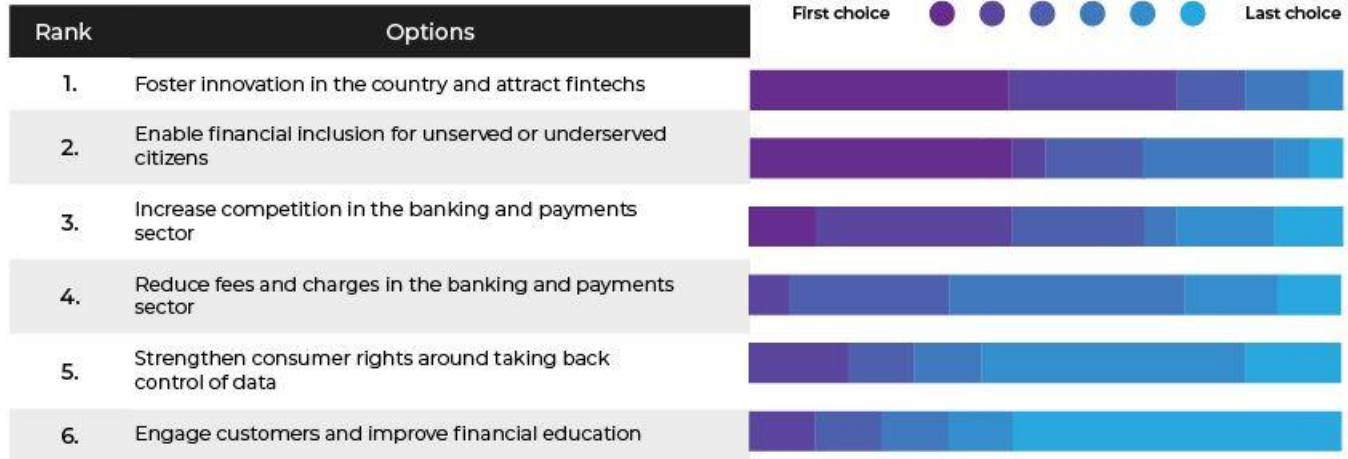 First choice Last choice
Rank Options
1. Foster innovation in the country and attract fintechs
2. Enable financial inclusion for unserved or underserved
citizens
3. Increase competition in the banking and payments
sector
4. Reduce fees and charges in the banking and payments
sector
5. Strengthen consumer rights around taking back
control of data
6. Engage customers and improve financial education